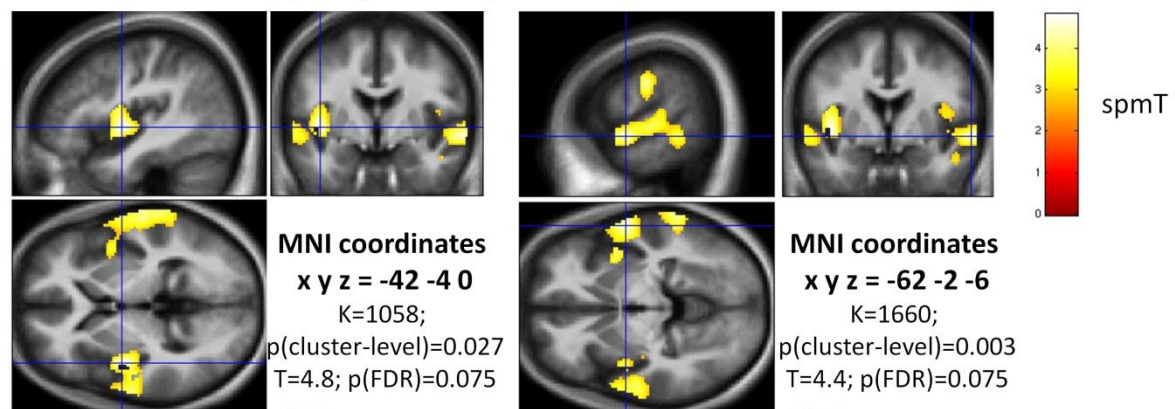 MNI coordinates
x y z = -42 -4 0
K=1058;
p(cluster-level)=0.027
T=4.8; p(FDR)=0.075
MNI coordinates
x y z = -62 -2 -6
K=1660;
p(cluster-level)=0.003
T=4.4; p(FDR)=0.075
4
3
2
1
0
spmT